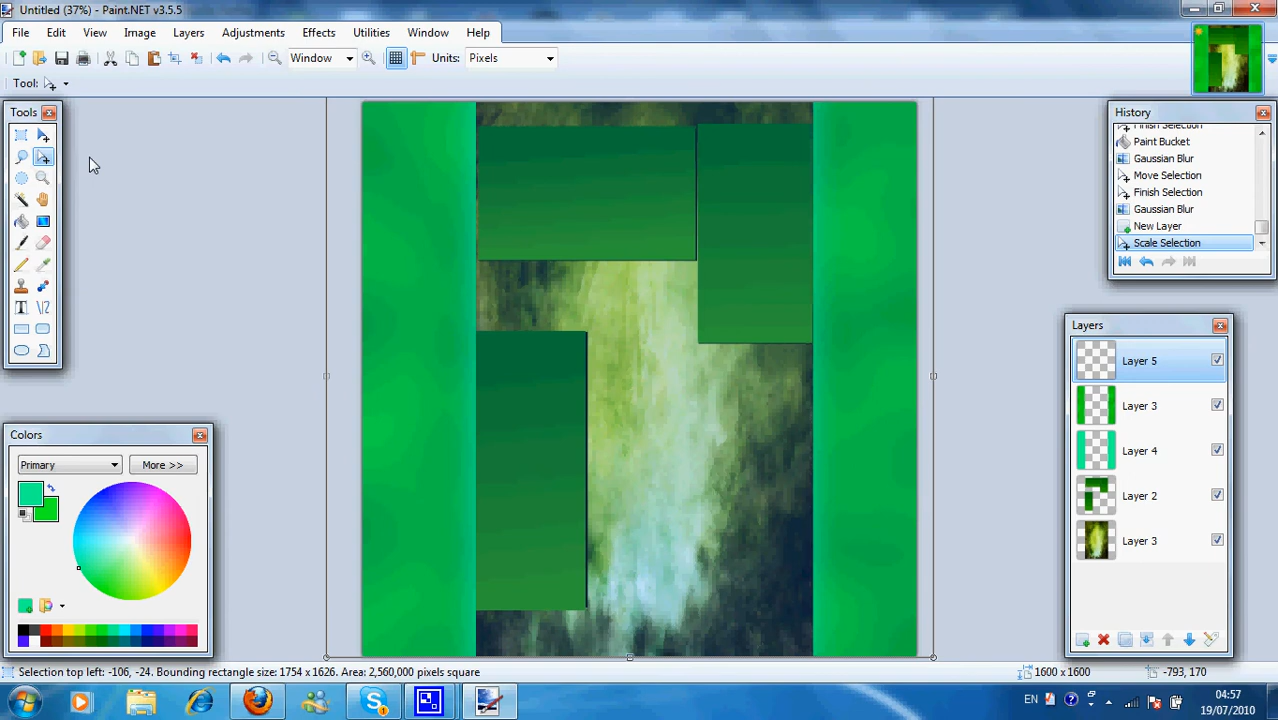 Untitled (37%) - Paint.NET v3.5.5
File Edit View Image Layers Adjustments Effects Utilities Window Help
Window Units: Pixels
Tool:
Tools
History
Finish Selection
Paint Bucket
Gaussian Blur
Move Selection
Finish Selection
Gaussian Blur
New Layer
Scale Selection
Layers
Layer 5
Layer 3
Layer 4
Layer 2
Layer 3
Colors
Primary More >>
Selection top left: -106, -24. Bounding rectangle size: 1754 x 1626. Area: 2,560,000 pixels square
1600 x 1600
-793, 170
EN
04:57
19/07/2010